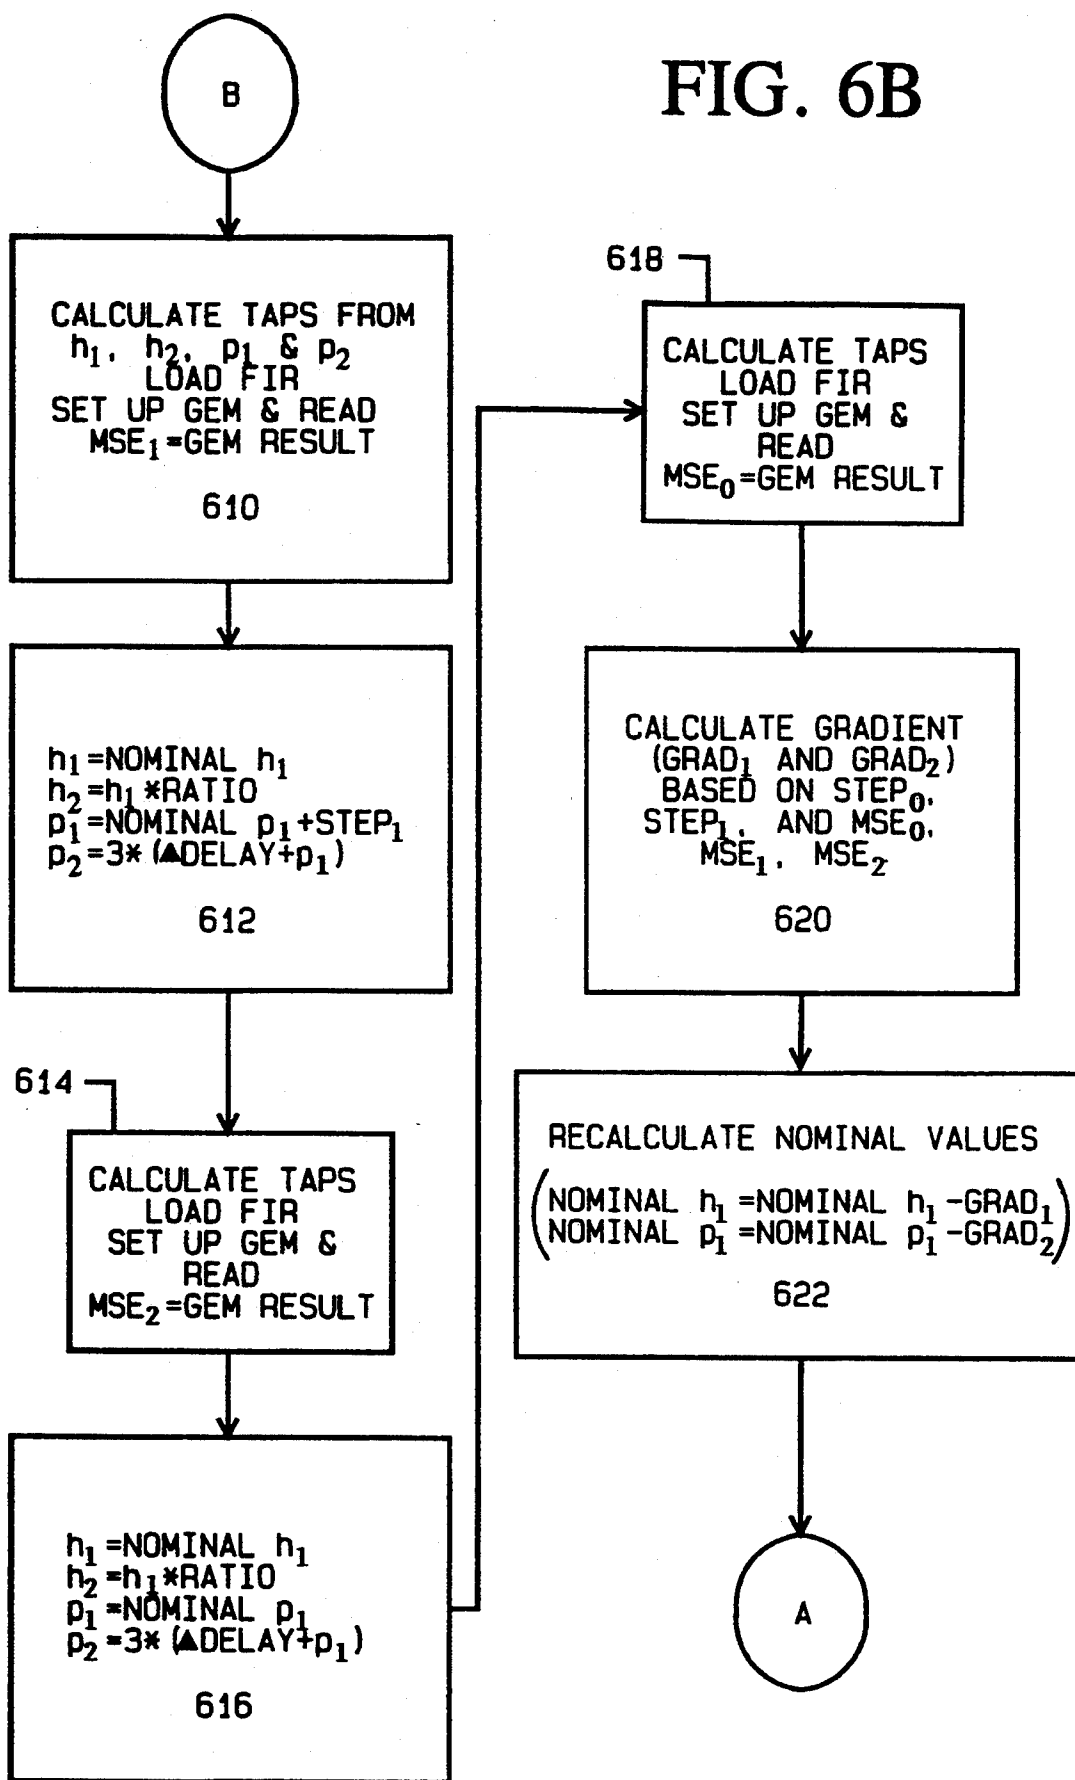 FIG. 6B
B
CALCULATE TAPS FROM
h₁, h₂, p₁ & p₂
LOAD FIR
SET UP GEM & READ
MSE₁=GEM RESULT
610
h₁=NOMINAL h₁
h₂=h₁*RATIO
p₁=NOMINAL p₁+STEP₁
p₂=3*(▲DELAY+p₁)
612
614
CALCULATE TAPS
LOAD FIR
SET UP GEM &
READ
MSE₂=GEM RESULT
h₁=NOMINAL h₁
h₂=h₁*RATIO
p₁=NOMINAL p₁
p₂=3*(▲DELAY+p₁)
616
618
CALCULATE TAPS
LOAD FIR
SET UP GEM &
READ
MSE₀=GEM RESULT
CALCULATE GRADIENT
(GRAD₁ AND GRAD₂)
BASED ON STEP₀,
STEP₁, AND MSE₀,
MSE₁, MSE₂
620
RECALCULATE NOMINAL VALUES
(NOMINAL h₁=NOMINAL h₁-GRAD₁
NOMINAL p₁=NOMINAL p₁-GRAD₂)
622
A